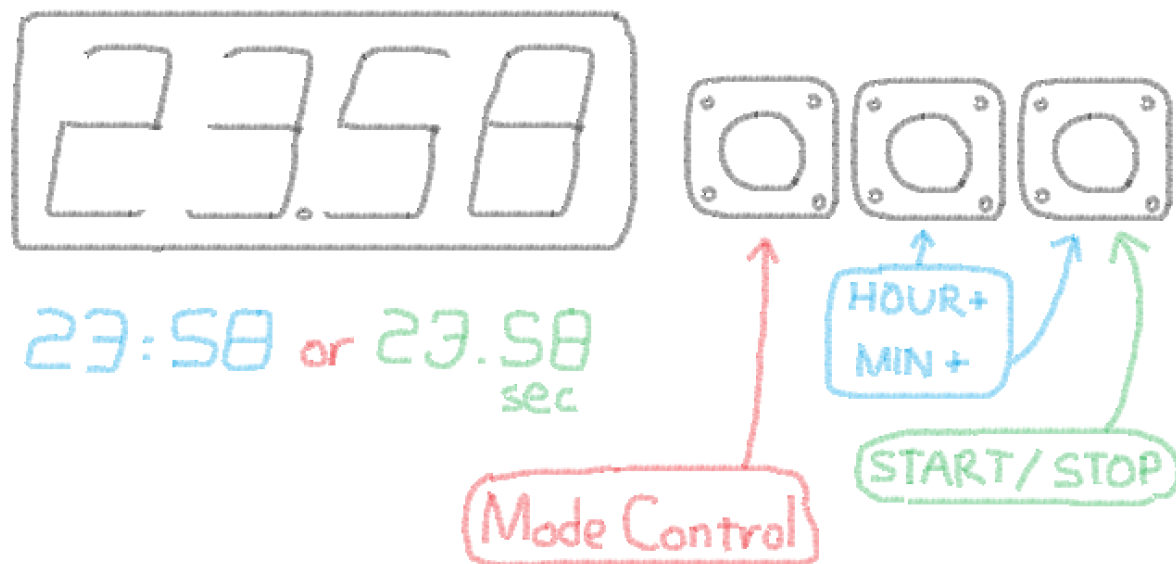 23.58
23:58 or 23.58
sec
HOUR+
MIN +
START/STOP
Mode Control